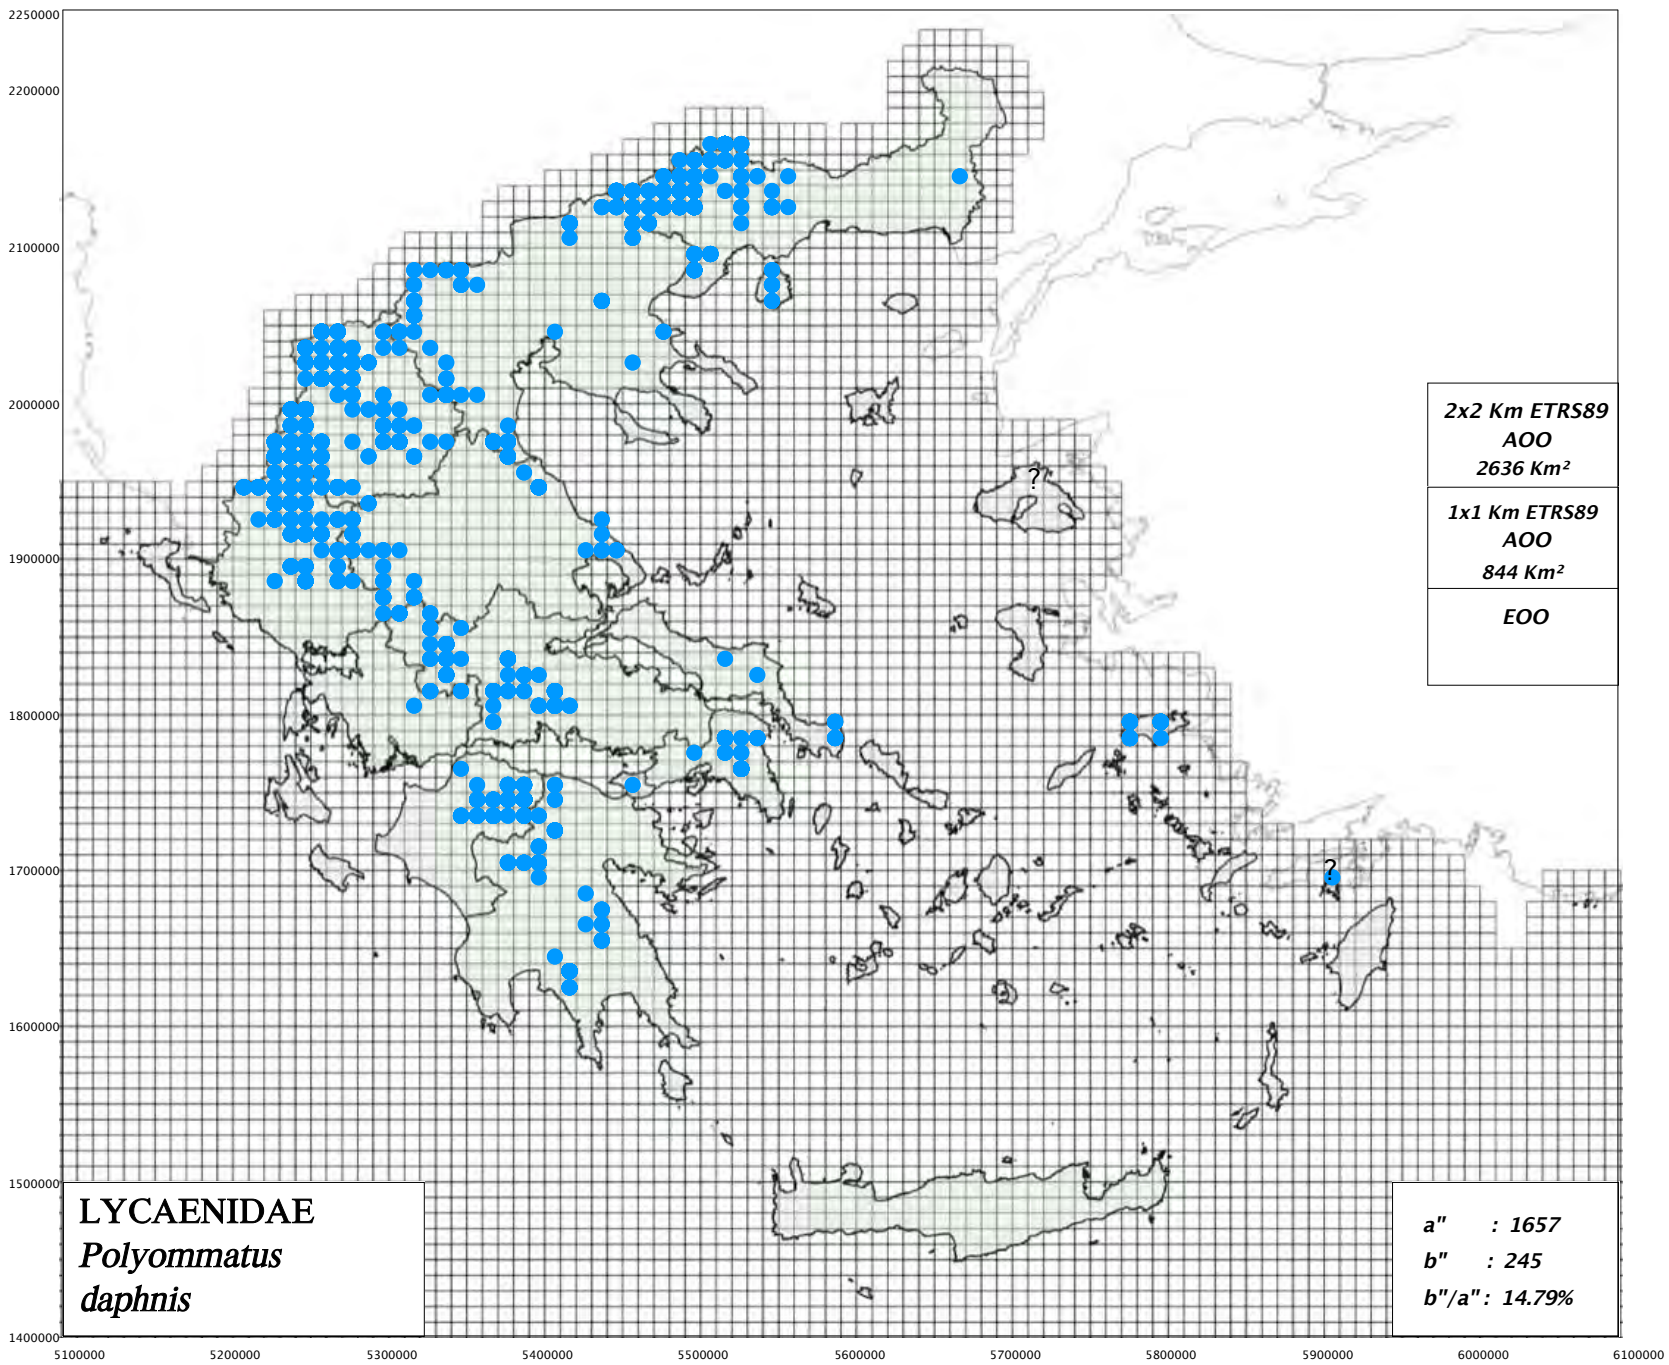 2250000
2200000
2100000
2000000
1900000
1800000
1700000
1600000
1500000
1400000
?
?
2x2 Km ETRS89
AOO
2636 Km²
1x1 Km ETRS89
AOO
844 Km²
EOO
LYCAENIDAE
Polyommatus
daphnis
a" : 1657
b" : 245
b"/a" : 14.79%
5100000 5200000 5300000 5400000 5500000 5600000 5700000 5800000 5900000 6000000 6100000